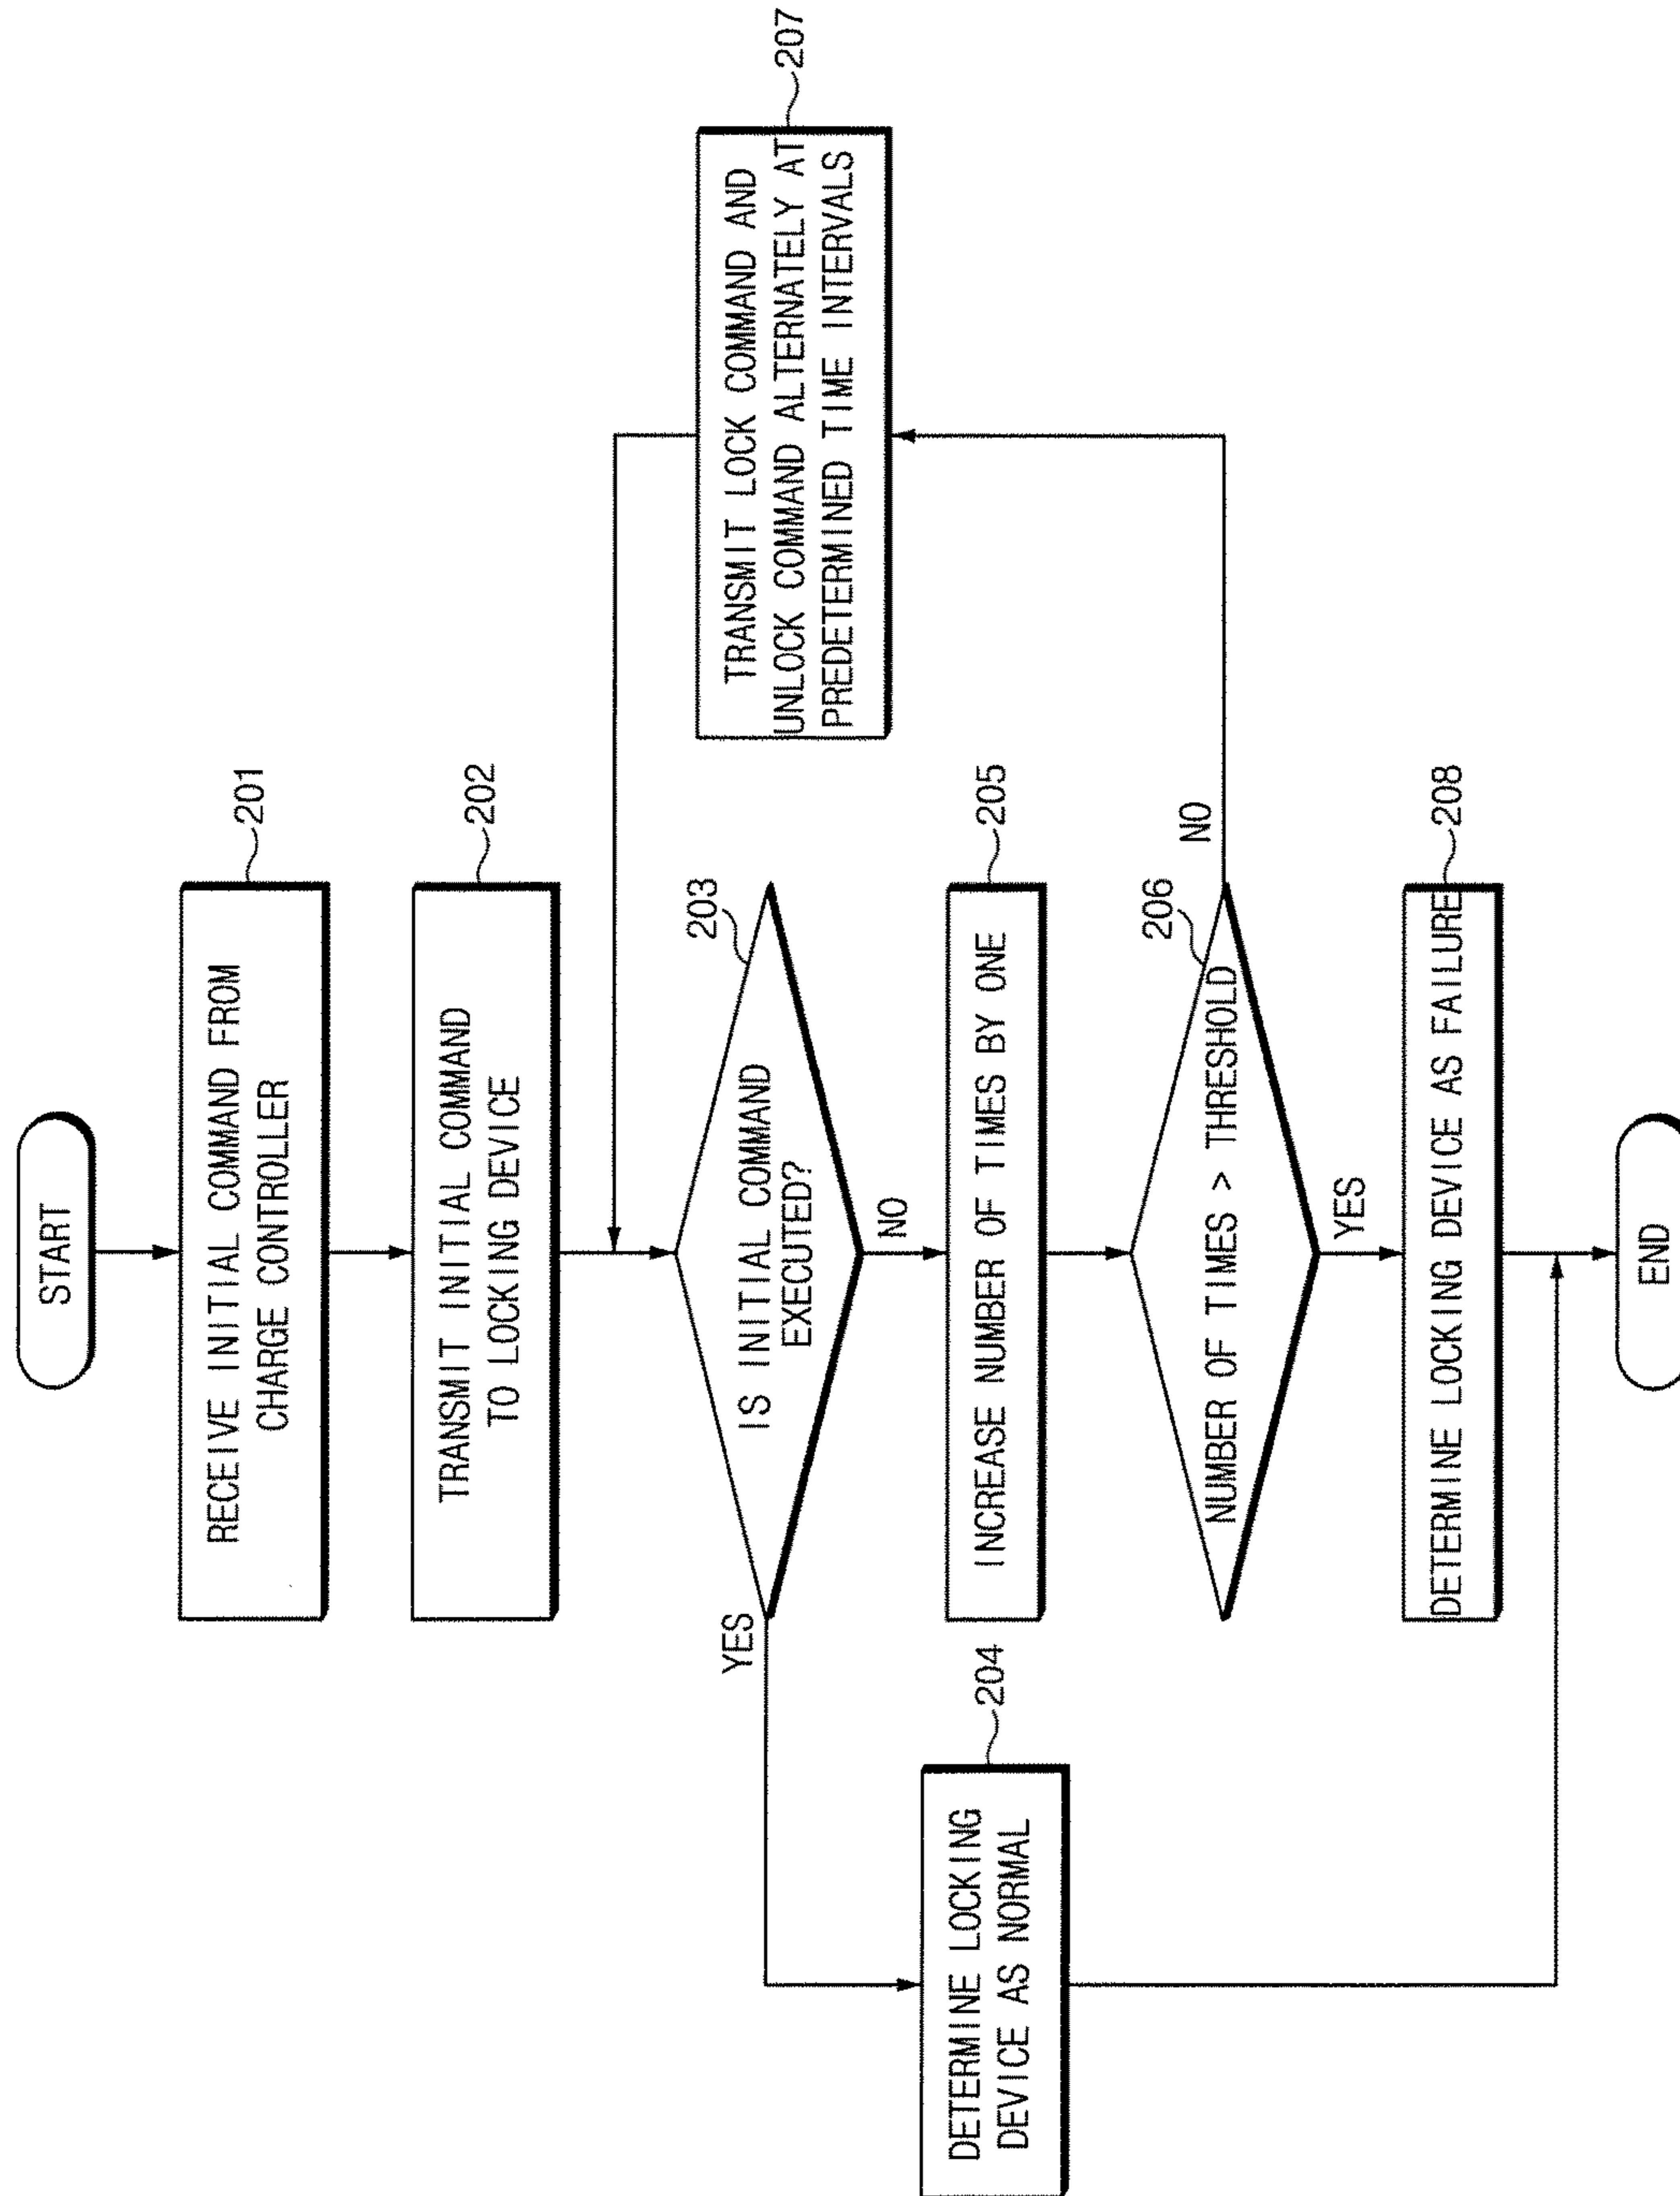 START
RECEIVE INITIAL COMMAND FROM
CHARGE CONTROLLER
201
TRANSMIT INITIAL COMMAND
TO LOCKING DEVICE
202
IS INITIAL COMMAND
EXECUTED?
203
YES
NO
DETERMINE LOCKING
DEVICE AS NORMAL
204
INCREASE NUMBER OF TIMES BY ONE
205
NUMBER OF TIMES > THRESHOLD
206
NO
YES
TRANSMIT LOCK COMMAND AND
UNLOCK COMMAND ALTERNATELY AT
PREDETERMINED TIME INTERVALS
207
DETERMINE LOCKING DEVICE AS FAILURE
208
END